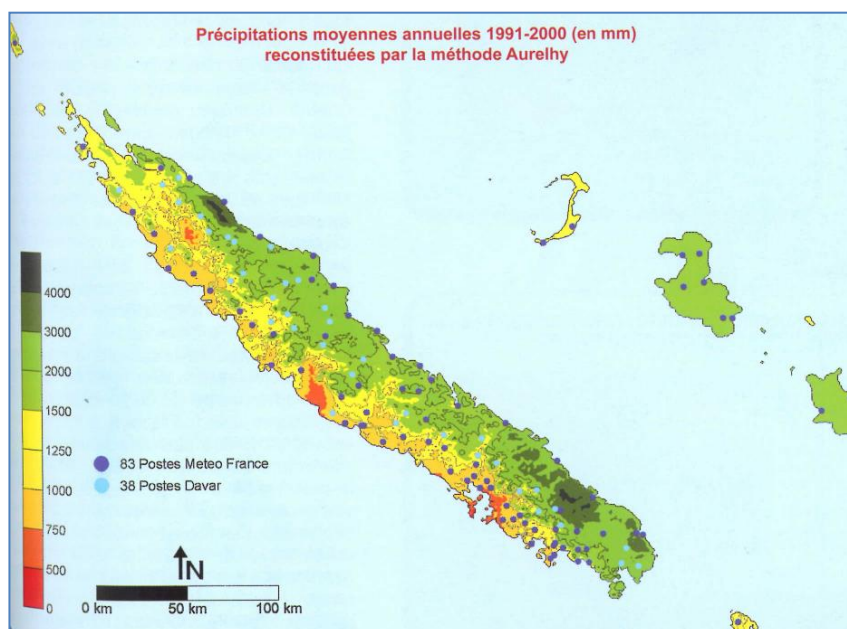 Précipitations moyennes annuelles 1991-2000 (en mm)
reconstituées par la méthode Aurelhy
4000
3000
2000
1500
1250
1000
750
500
0
83 Postes Meteo France
38 Postes Davar
N
0 km 50 km 100 km